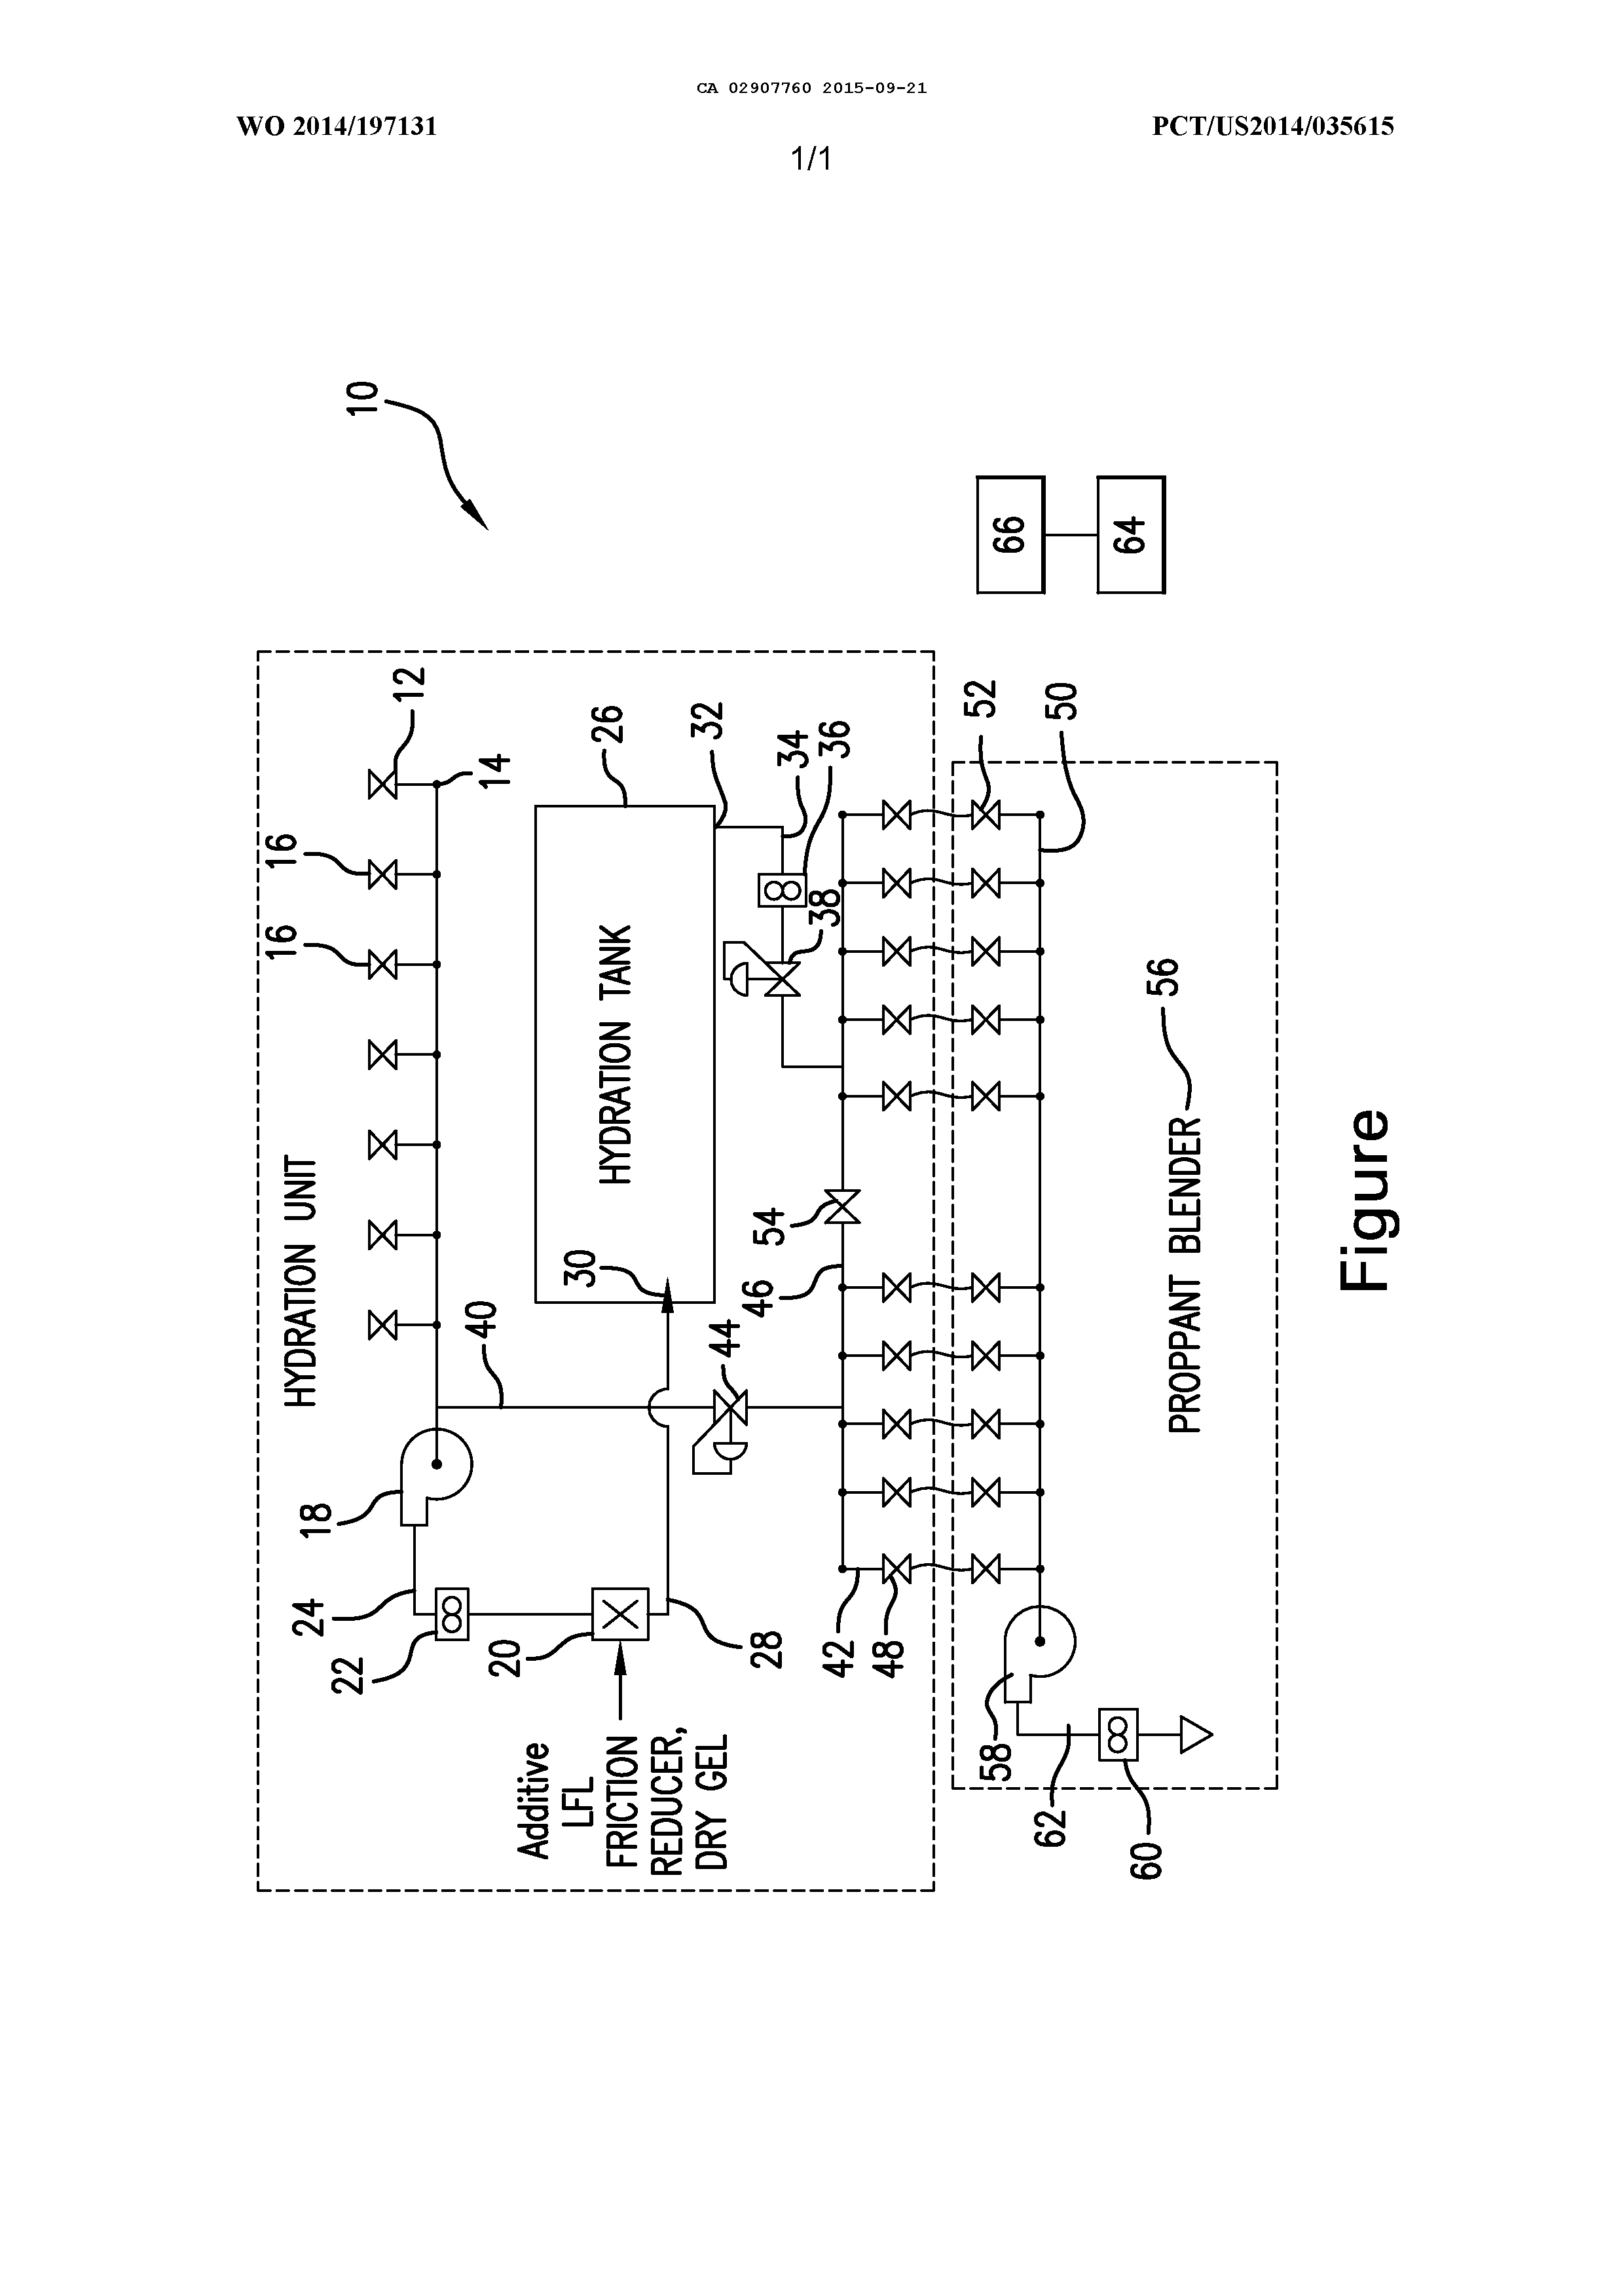 CA 02907760 2015-09-21
WO 2014/197131
PCT/US2014/035615
1/1
10
66
64
12
14
16
16
HYDRATION UNIT
26
32
34
36
38
HYDRATION TANK
30
40
44
46
54
52
50
56
PROPPANT BLENDER
18
24
22
20
28
42
48
58
62
60
Additive
LFL
FRICTION
REDUCER,
DRY GEL
Figure